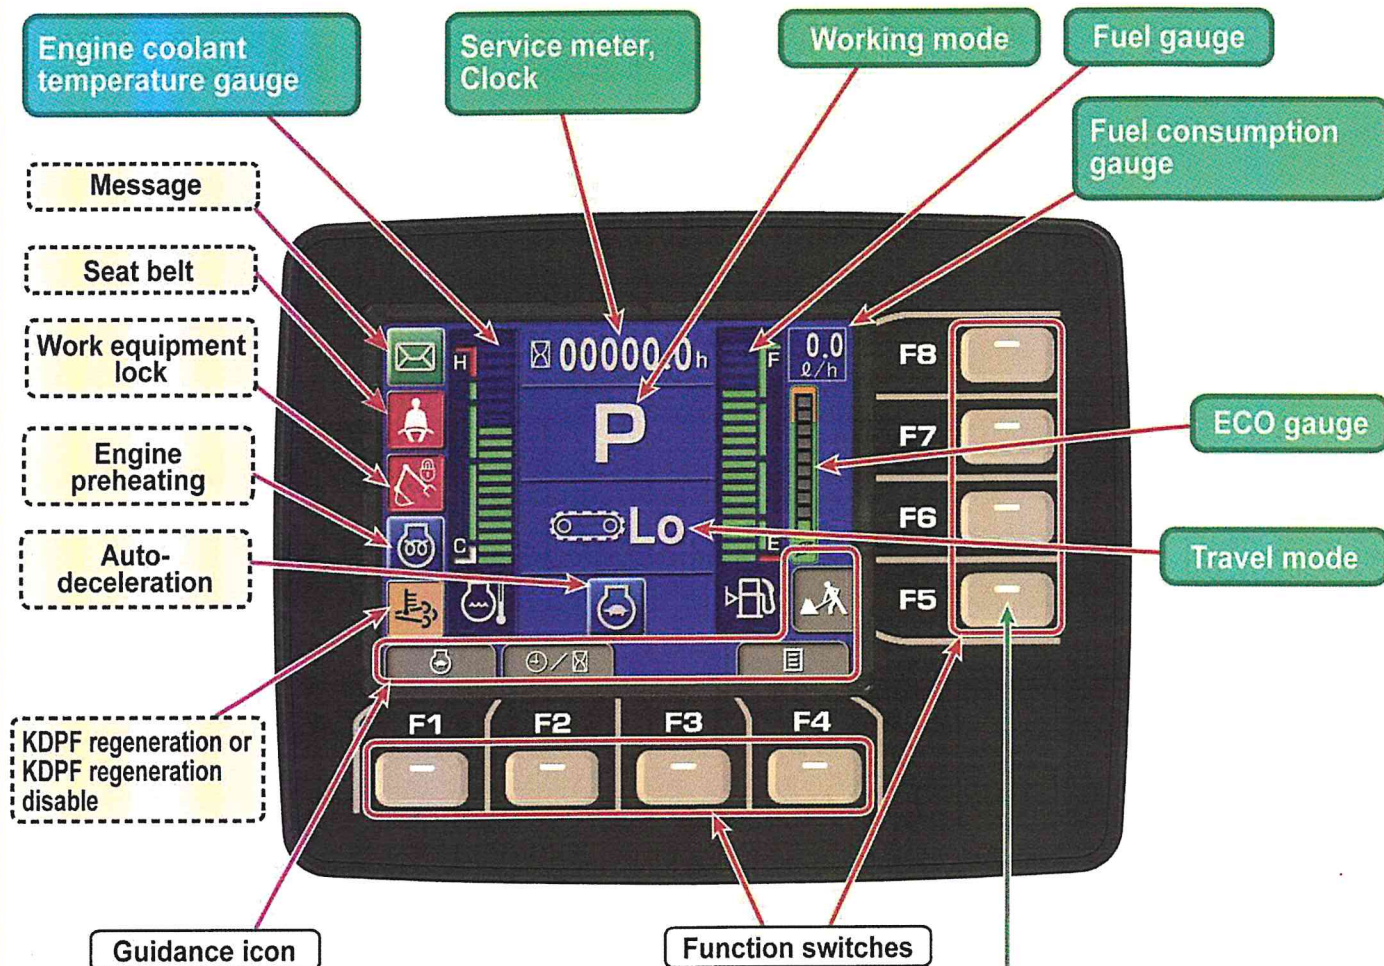 Engine coolant
temperature gauge
Service meter,
Clock
Working mode
Fuel gauge
Fuel consumption
gauge
Message
Seat belt
Work equipment
lock
Engine
preheating
Auto-
deceleration
KDPF regeneration or
KDPF regeneration
disable
H
00000.0h
F
0.0
ℓ/h
P
Lo
C
E
F8
F7
F6
F5
ECO gauge
Travel mode
F1
F2
F3
F4
Guidance icon
Function switches